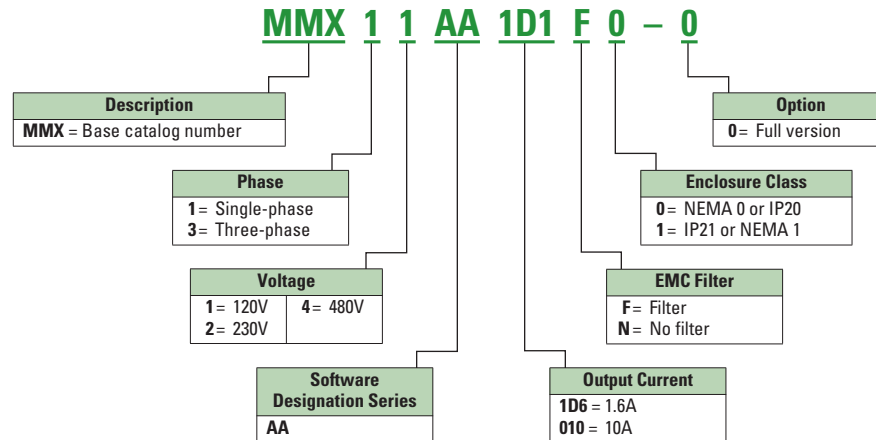 MMX 1 1 AA 1D1 F 0 – 0
Description
MMX = Base catalog number
Option
0 = Full version
Phase
1 = Single-phase
3 = Three-phase
Enclosure Class
0 = NEMA 0 or IP20
1 = IP21 or NEMA 1
Voltage
1 = 120V
2 = 230V
4 = 480V
EMC Filter
F = Filter
N = No filter
Software
Designation Series
AA
Output Current
1D6 = 1.6A
010 = 10A